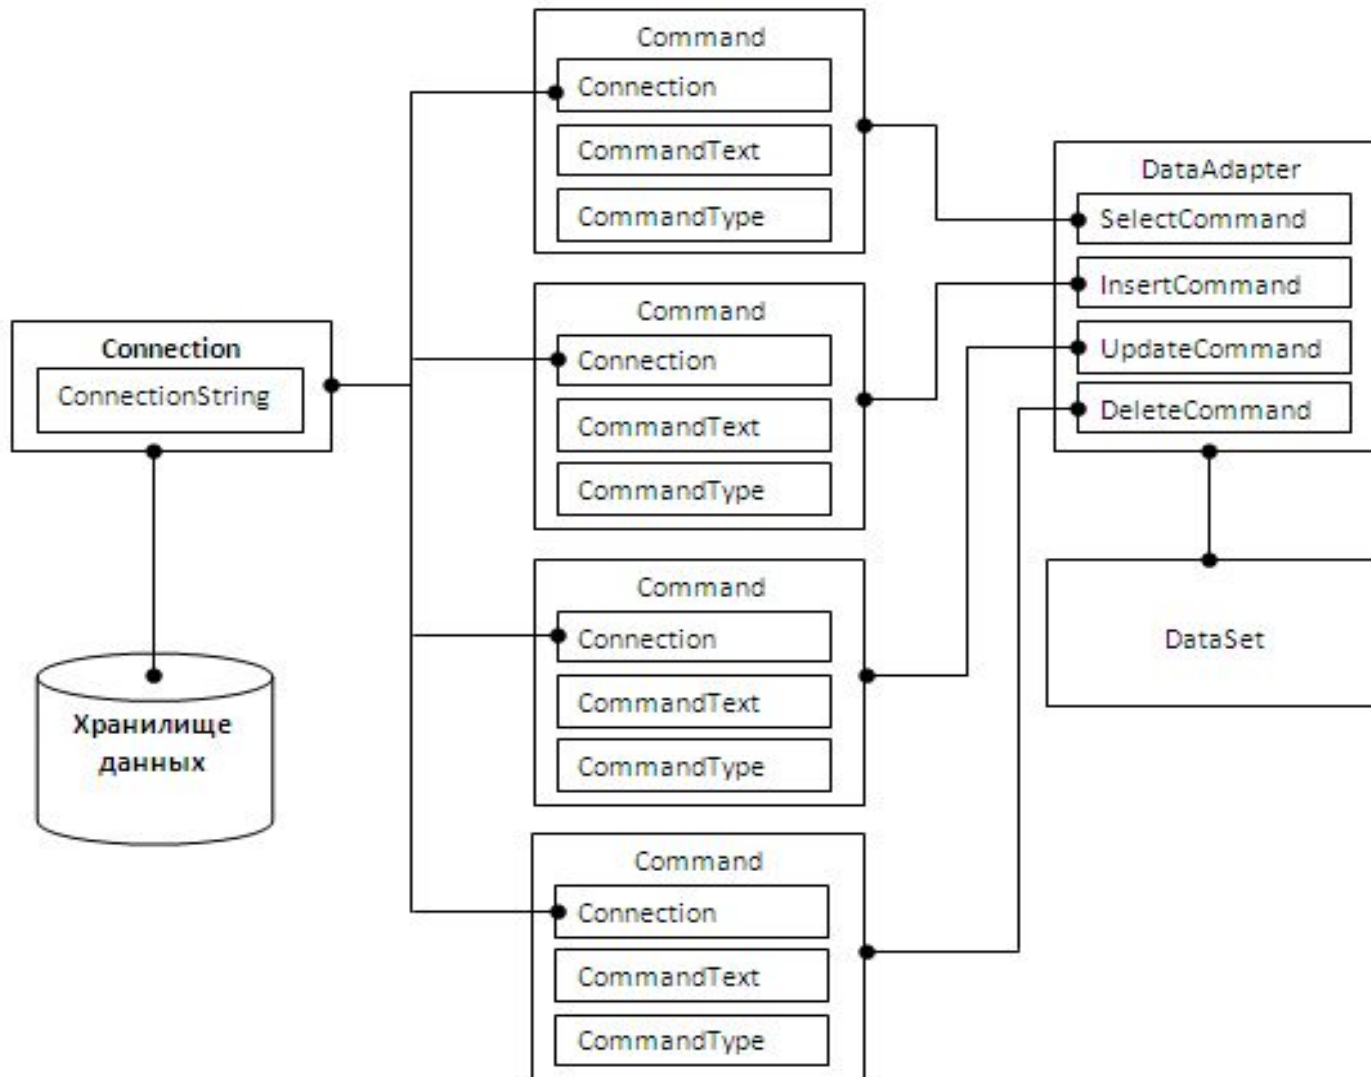 Command
Connection
CommandText
CommandType
Command
Connection
CommandText
CommandType
Command
Connection
CommandText
CommandType
Command
Connection
CommandText
CommandType
Connection
ConnectionString
Хранилище
данных
DataAdapter
SelectCommand
InsertCommand
UpdateCommand
DeleteCommand
DataSet